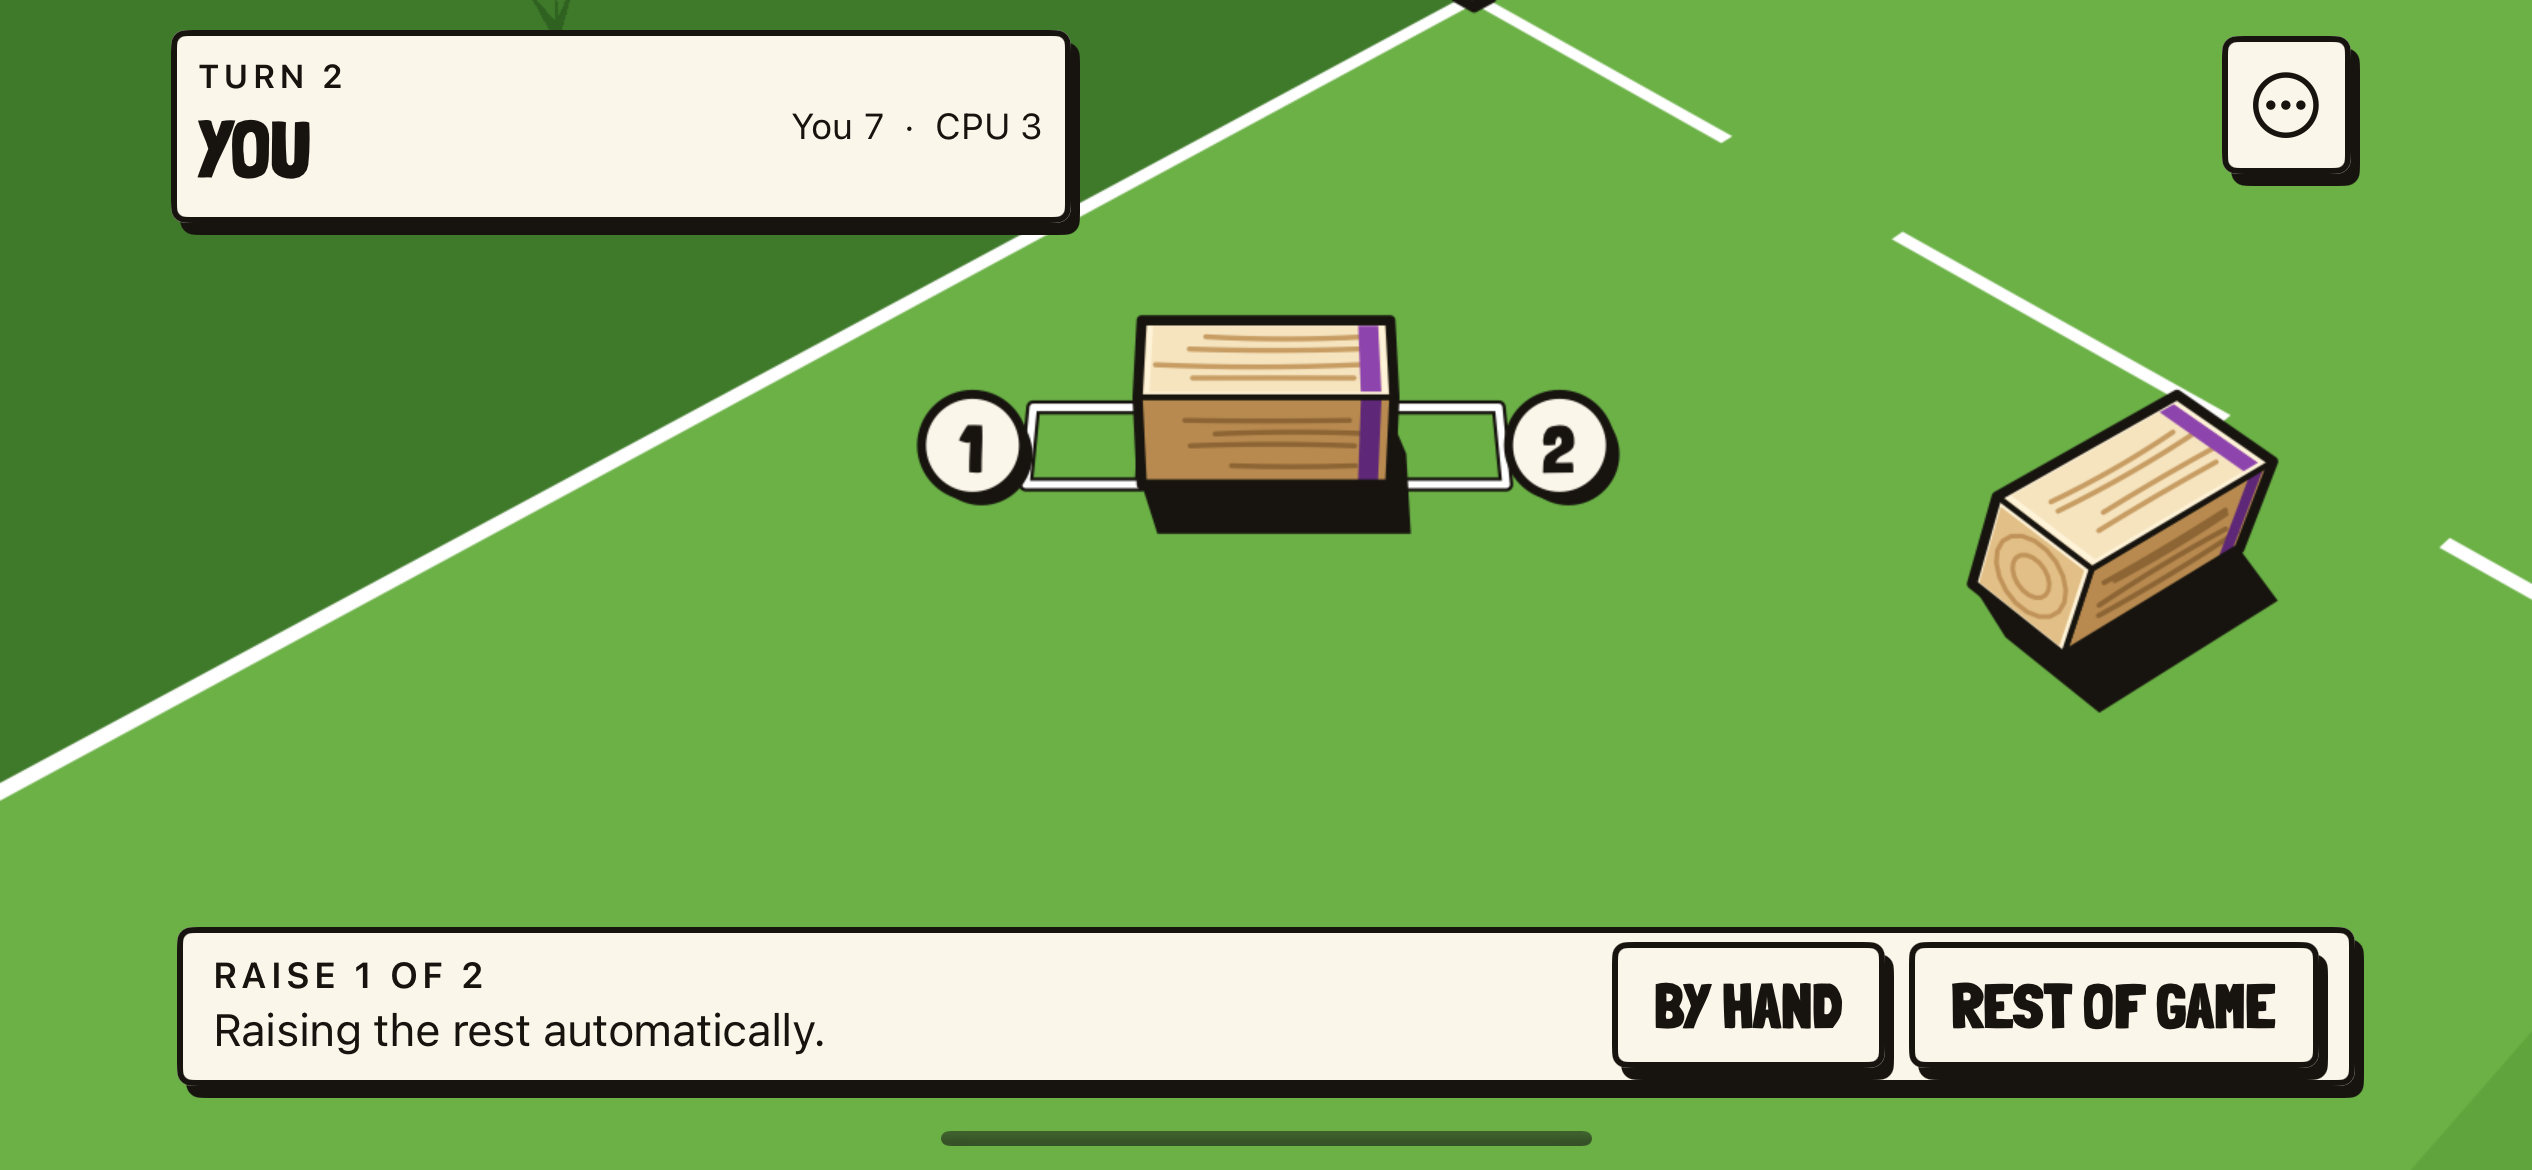 TURN 2
YOU
You 7 · CPU 3
1
2
RAISE 1 OF 2
Raising the rest automatically.
BY HAND
REST OF GAME